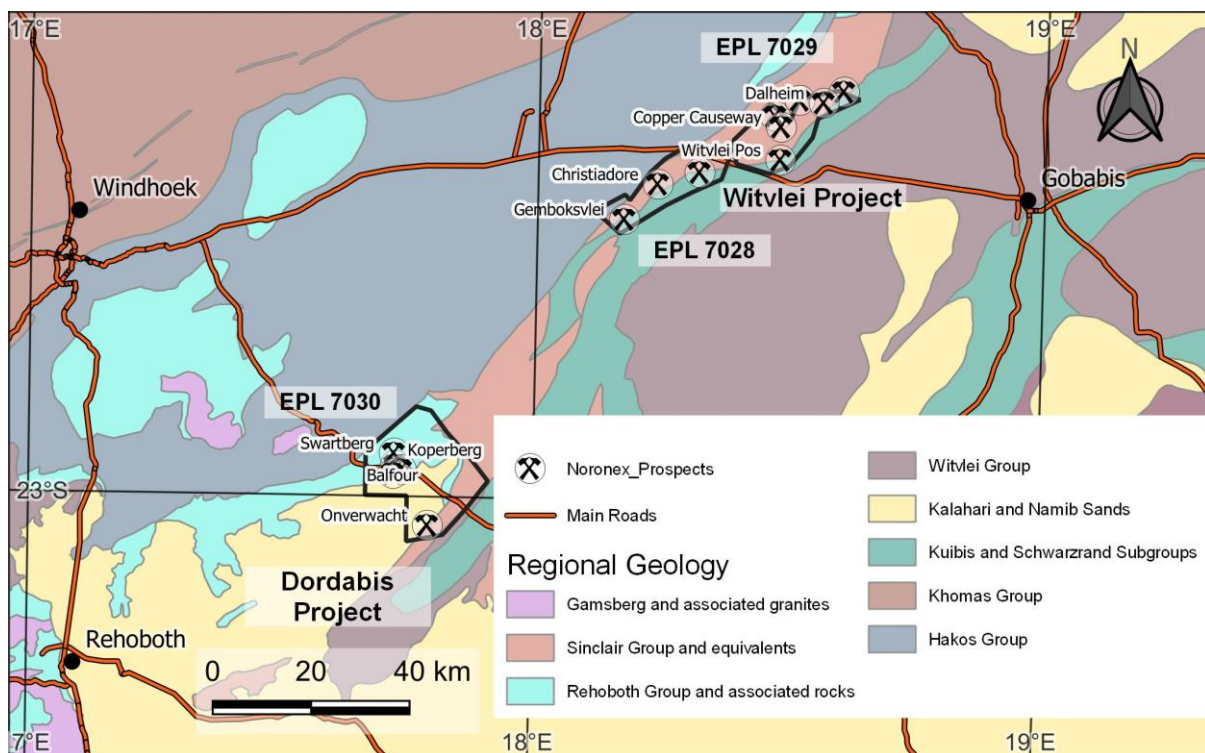 17°E
18°E
19°E
EPL 7029
N
Dalheim
Copper Causeway
Witvlei Pos
Windhoek
Christiadore
Gobabis
Witvlei Project
Gemboksvlei
EPL 7028
EPL 7030
Swartberg
Koperberg
Balfour
23°S
Onverwacht
Dordabis
Project
Rehoboth
0 20 40 km
Noronex_Prospects
Main Roads
Regional Geology
Gamsberg and associated granites
Sinclair Group and equivalents
Rehoboth Group and associated rocks
Witvlei Group
Kalahari and Namib Sands
Kuibis and Schwarzrand Subgroups
Khomas Group
Hakos Group
7°E
18°E
19°E